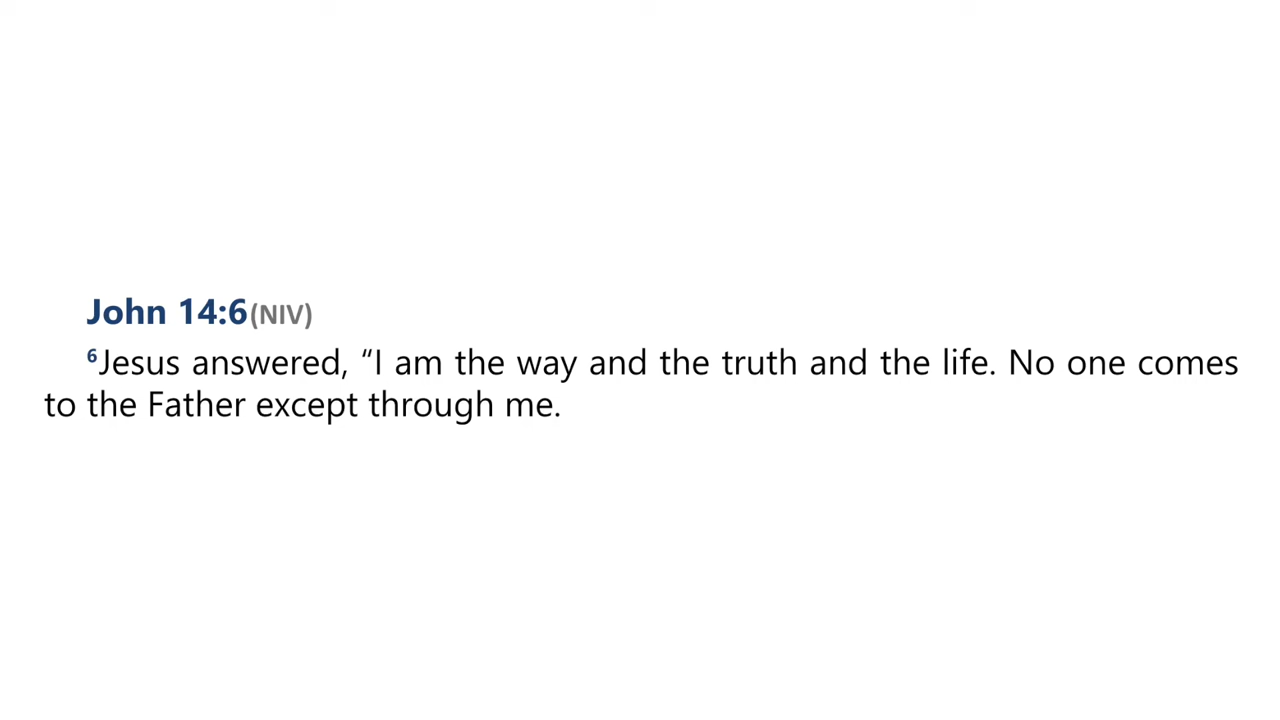 John 14:6(NIV)
6Jesus answered, “I am the way and the truth and the life. No one comes
to the Father except through me.